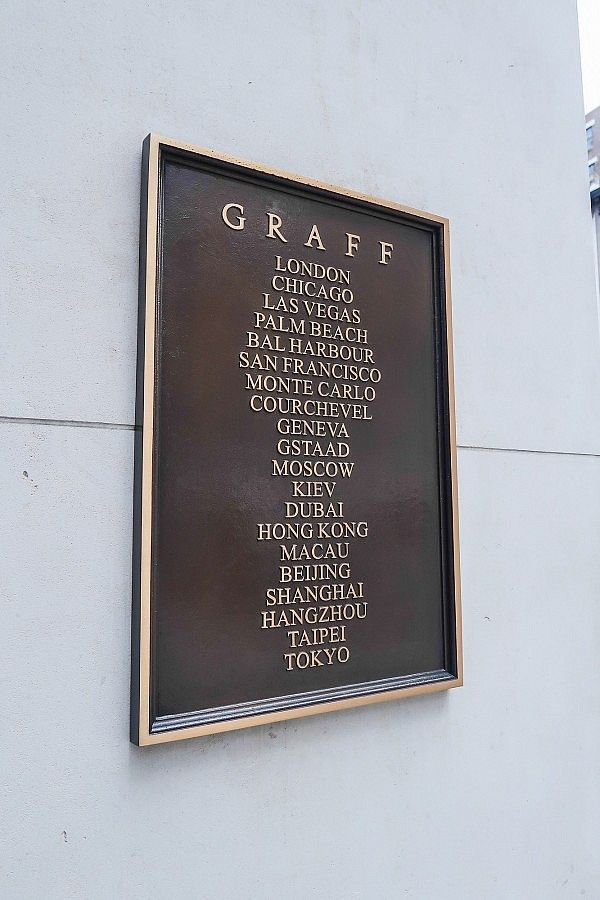 GRAFF
LONDON
CHICAGO
LAS VEGAS
PALM BEACH
BAL HARBOUR
SAN FRANCISCO
MONTE CARLO
COURCHEVEL
GENEVA
GSTAAD
MOSCOW
KIEV
DUBAI
HONG KONG
MACAU
BEIJING
SHANGHAI
HANGZHOU
TAIPEI
TOKYO